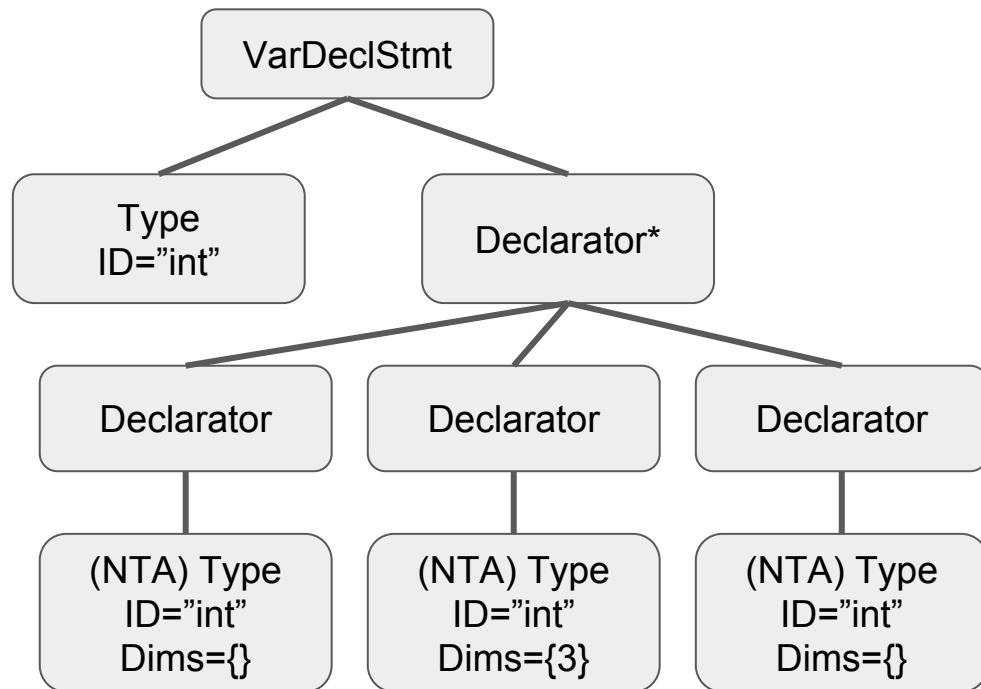 VarDeclStmt
Type
ID=”int”
Declarator*
Declarator
Declarator
Declarator
(NTA) Type
ID=”int”
Dims={}
(NTA) Type
ID=”int”
Dims={3}
(NTA) Type
ID=”int”
Dims={}